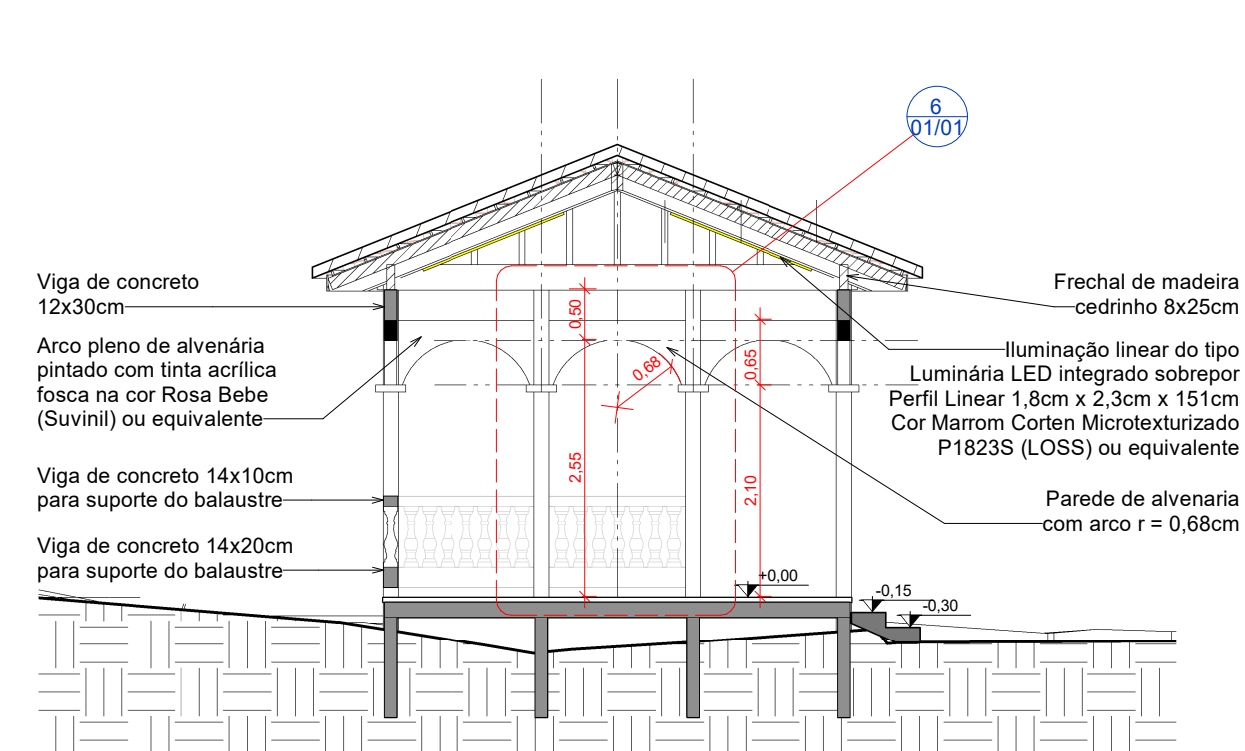 6
01/01
Viga de concreto
12x30cm
Arco pleno de alvenária
pintado com tinta acrílica
fosca na cor Rosa Bebe
(Suvinil) ou equivalente
Viga de concreto 14x10cm
para suporte do balaustre
Viga de concreto 14x20cm
para suporte do balaustre
0,50
0,68
0,65
2,55
2,10
+0,00
-0,15
-0,30
Frechal de madeira
cedrinho 8x25cm
Iluminação linear do tipo
Luminária LED integrado sobrepor
Perfil Linear 1,8cm x 2,3cm x 151cm
Cor Marrom Corten Microtexturizado
P1823S (LOSS) ou equivalente
Parede de alvenaria
com arco r = 0,68cm